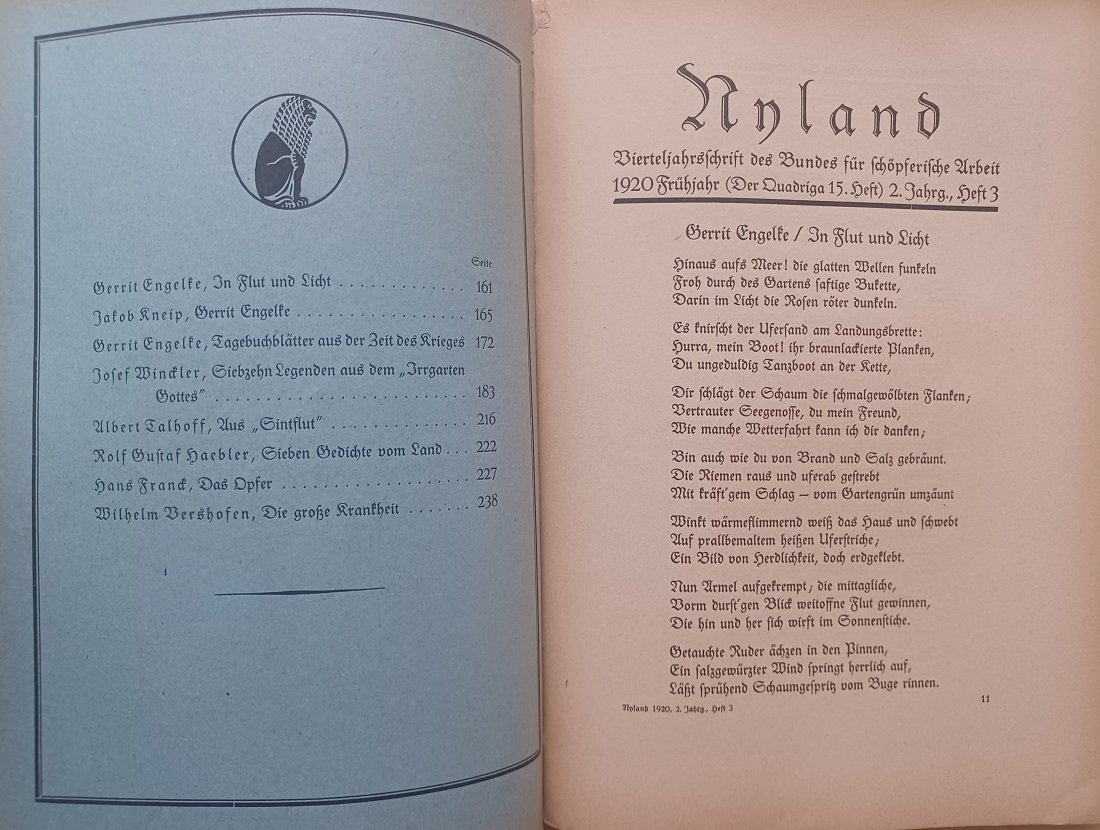 Seite
Gerrit Engelke, In Flut und Licht . . . . . . . . . . . . . 161
Jakob Kneip, Gerrit Engelke . . . . . . . . . . . . . . . . 165
Gerrit Engelke, Tagebuchblätter aus der Zeit des Krieges 172
Josef Winckler, Siebzehn Legenden aus dem „Irrgarten
Gottes" . . . . . . . . . . . . . . . . . . . . . . . . 183
Albert Talhoff, Aus „Sintflut" . . . . . . . . . . . . . . 216
Rolf Gustaf Haebler, Sieben Gedichte vom Land . . . 222
Hans Franck, Das Opfer . . . . . . . . . . . . . . . . . . 227
Wilhelm Vershofen, Die große Krankheit . . . . . . . 238
Nyland
Vierteljahrsschrift des Bundes für schöpferische Arbeit
1920 Frühjahr (Der Quadriga 15. Heft) 2. Jahrg., Heft 3
Gerrit Engelke / In Flut und Licht
Hinaus aufs Meer! die glatten Wellen funkeln
Froh durch des Gartens saftige Bukette,
Darin im Licht die Rosen röter dunkeln.
Es knirscht der Ufersand am Landungsbrette:
Hurra, mein Boot! ihr braunlackierte Planken,
Du ungeduldig Tanzboot an der Kette,
Dir schlägt der Schaum die schmalgewölbten Flanken;
Vertrauter Seegenosse, du mein Freund,
Wie manche Wetterfahrt kann ich dir danken;
Bin auch wie du von Brand und Salz gebräunt.
Die Riemen raus und uferab gestrebt
Mit kräft'gem Schlag — vom Gartengrün umzäunt
Winkt wärmeflimmernd weiß das Haus und schwebt
Auf prallbemaltem heißen Uferstriche;
Ein Bild von Herdlichkeit, doch erdgeklebt.
Nun Ärmel aufgekrempt; die mittagliche,
Vorm durst'gen Blick weitoffne Flut gewinnen,
Die hin und her sich wirft im Sonnenstiche.
Getauchte Ruder ächzen in den Pinnen,
Ein salzgewürzter Wind springt herrlich auf,
Läßt sprühend Schaumgespritz vom Buge rinnen.
Nyland 1920, 2. Jahrg., Heft 3
11